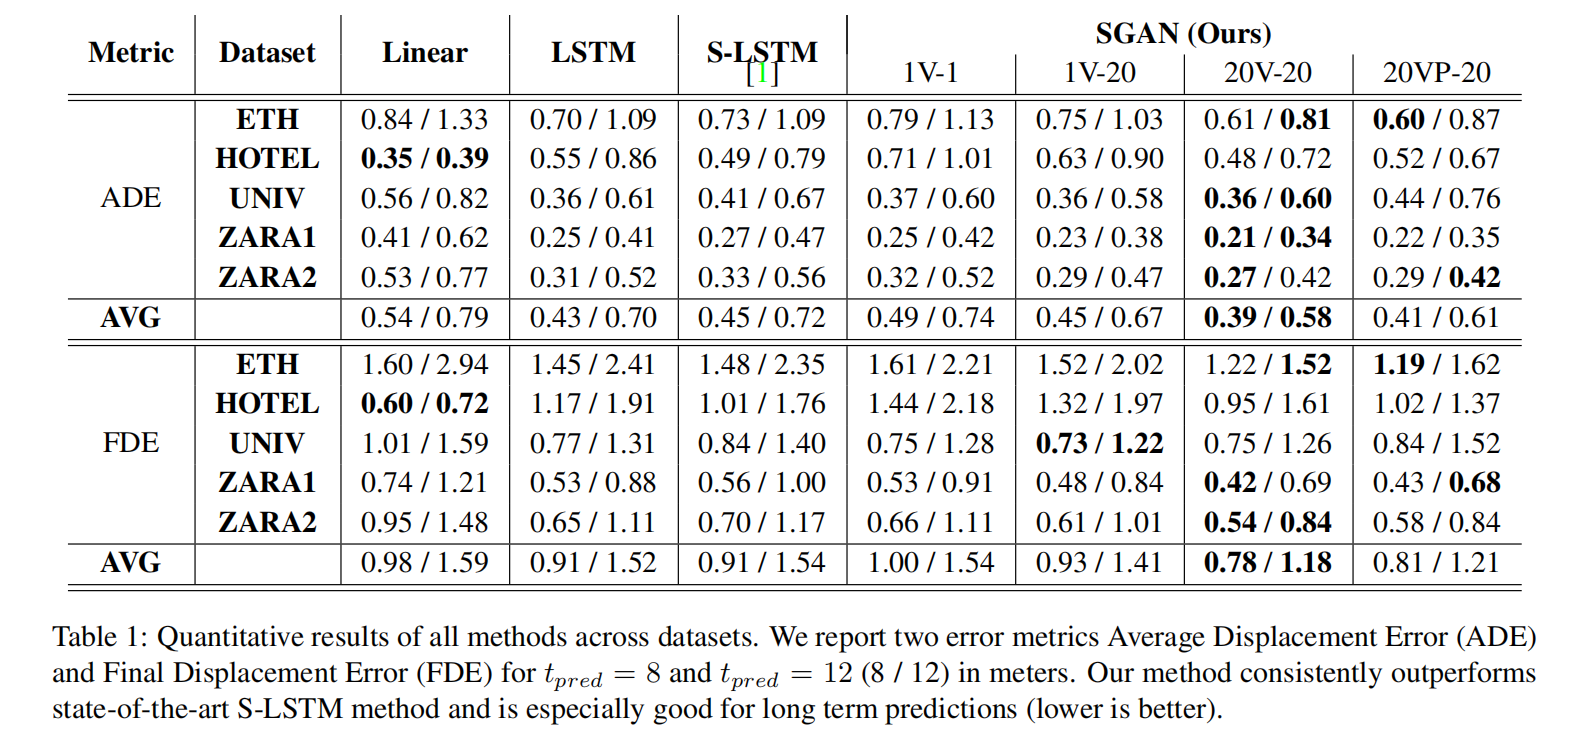 Metric Dataset Linear LSTM S-LSTM [1] SGAN (Ours)
1V-1 1V-20 20V-20 20VP-20
ADE
ETH 0.84 / 1.33 0.70 / 1.09 0.73 / 1.09 0.79 / 1.13 0.75 / 1.03 0.61 / 0.81 0.60 / 0.87
HOTEL 0.35 / 0.39 0.55 / 0.86 0.49 / 0.79 0.71 / 1.01 0.63 / 0.90 0.48 / 0.72 0.52 / 0.67
UNIV 0.56 / 0.82 0.36 / 0.61 0.41 / 0.67 0.37 / 0.60 0.36 / 0.58 0.36 / 0.60 0.44 / 0.76
ZARA1 0.41 / 0.62 0.25 / 0.41 0.27 / 0.47 0.25 / 0.42 0.23 / 0.38 0.21 / 0.34 0.22 / 0.35
ZARA2 0.53 / 0.77 0.31 / 0.52 0.33 / 0.56 0.32 / 0.52 0.29 / 0.47 0.27 / 0.42 0.29 / 0.42
AVG 0.54 / 0.79 0.43 / 0.70 0.45 / 0.72 0.49 / 0.74 0.45 / 0.67 0.39 / 0.58 0.41 / 0.61
FDE
ETH 1.60 / 2.94 1.45 / 2.41 1.48 / 2.35 1.61 / 2.21 1.52 / 2.02 1.22 / 1.52 1.19 / 1.62
HOTEL 0.60 / 0.72 1.17 / 1.91 1.01 / 1.76 1.44 / 2.18 1.32 / 1.97 0.95 / 1.61 1.02 / 1.37
UNIV 1.01 / 1.59 0.77 / 1.31 0.84 / 1.40 0.75 / 1.28 0.73 / 1.22 0.75 / 1.26 0.84 / 1.52
ZARA1 0.74 / 1.21 0.53 / 0.88 0.56 / 1.00 0.53 / 0.91 0.48 / 0.84 0.42 / 0.69 0.43 / 0.68
ZARA2 0.95 / 1.48 0.65 / 1.11 0.70 / 1.17 0.66 / 1.11 0.61 / 1.01 0.54 / 0.84 0.58 / 0.84
AVG 0.98 / 1.59 0.91 / 1.52 0.91 / 1.54 1.00 / 1.54 0.93 / 1.41 0.78 / 1.18 0.81 / 1.21
Table 1: Quantitative results of all methods across datasets. We report two error metrics Average Displacement Error (ADE)
and Final Displacement Error (FDE) for t_pred = 8 and t_pred = 12 (8 / 12) in meters. Our method consistently outperforms
state-of-the-art S-LSTM method and is especially good for long term predictions (lower is better).